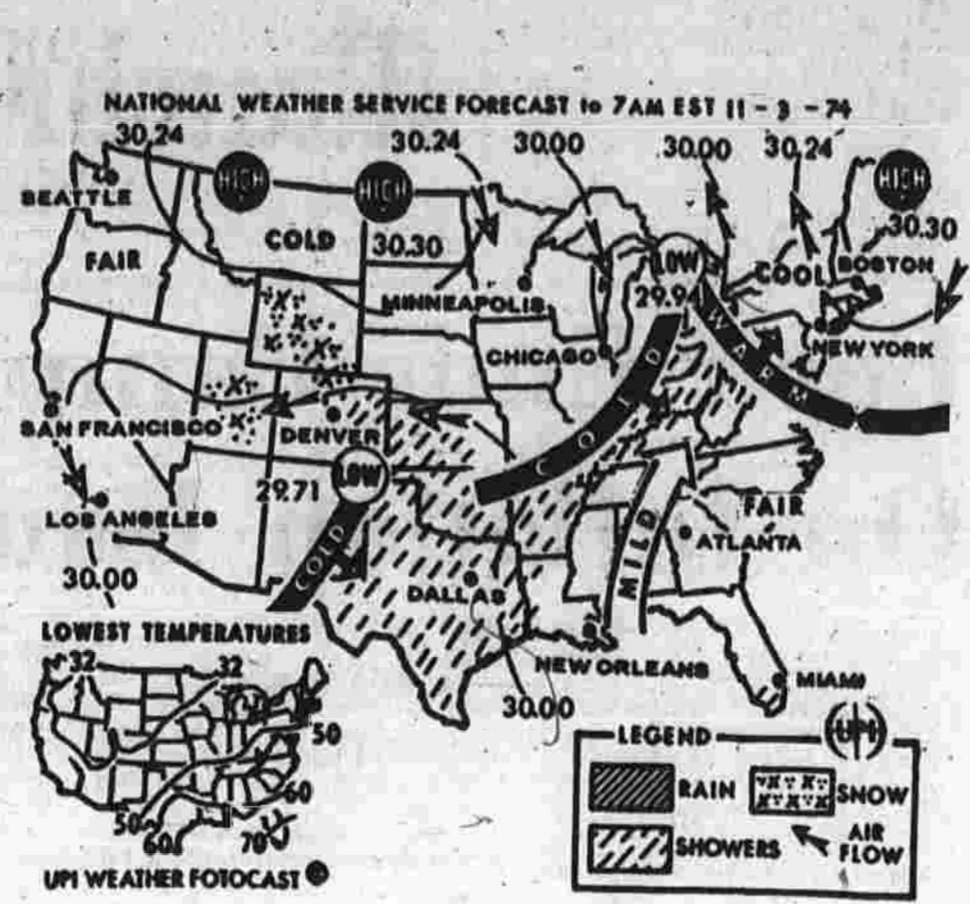 NATIONAL WEATHER SERVICE FORECAST to 7AM EST 11 - 3 - 74
30.24
30.24
30.00
30.00
30.24
HIGH
HIGH
HIGH
SEATTLE
30.30
FAIR
COLD
30.30
LOW
COOL
BOSTON
MINNEAPOLIS
29.94
CHICAGO
COLD
WARM
NEW YORK
SAN FRANCISCO
DENVER
LOW
29.71
LOS ANGELES
COLD
MILD
FAIR
ATLANTA
30.00
DALLAS
LOWEST TEMPERATURES
NEW ORLEANS
MIAMI
30.00
32
32
50
60
50
60
70
LEGEND
UPI
RAIN
SNOW
SHOWERS
AIR FLOW
UPI WEATHER FOTOCAST